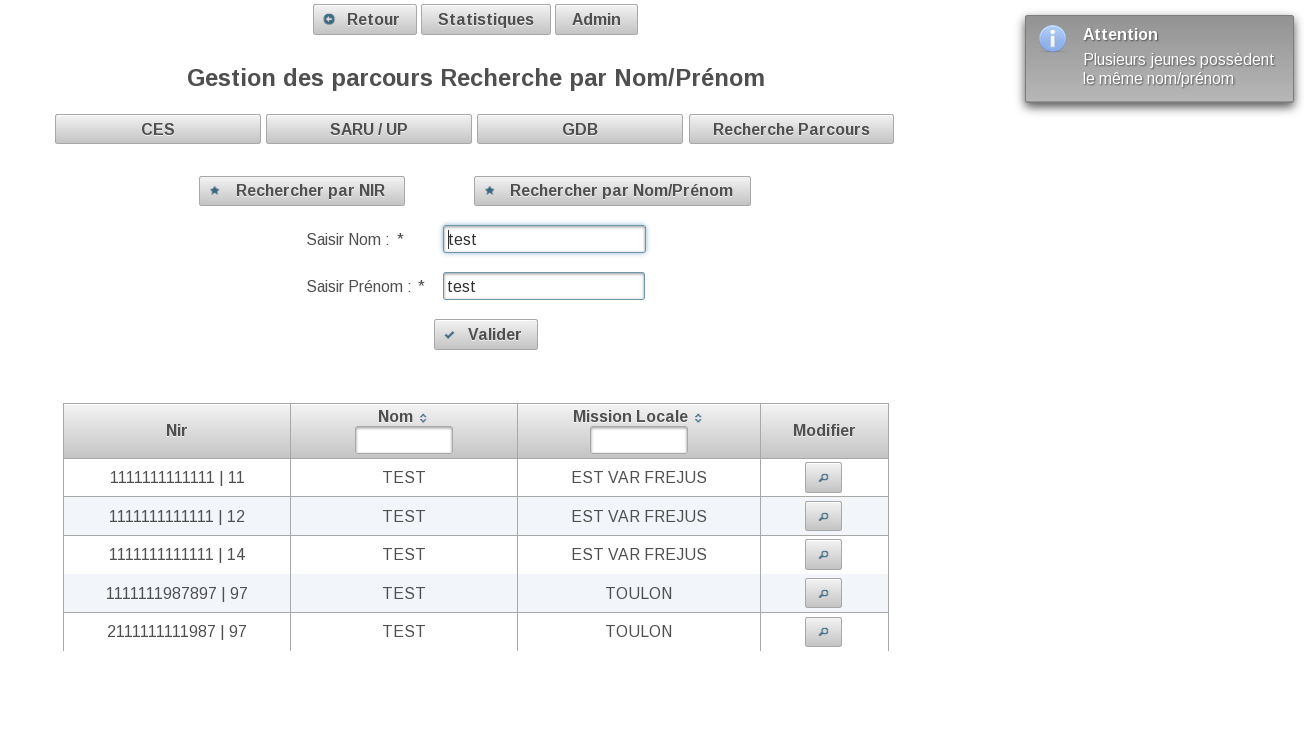 Retour Statistiques Admin
Attention
Plusieurs jeunes possèdent
le même nom/prénom
Gestion des parcours Recherche par Nom/Prénom
CES SARU / UP GDB Recherche Parcours
Rechercher par NIR Rechercher par Nom/Prénom
Saisir Nom : * test
Saisir Prénom : * test
Valider
Nir Nom Mission Locale Modifier
1111111111111 | 11 TEST EST VAR FREJUS
1111111111111 | 12 TEST EST VAR FREJUS
1111111111111 | 14 TEST EST VAR FREJUS
1111111987897 | 97 TEST TOULON
2111111111987 | 97 TEST TOULON